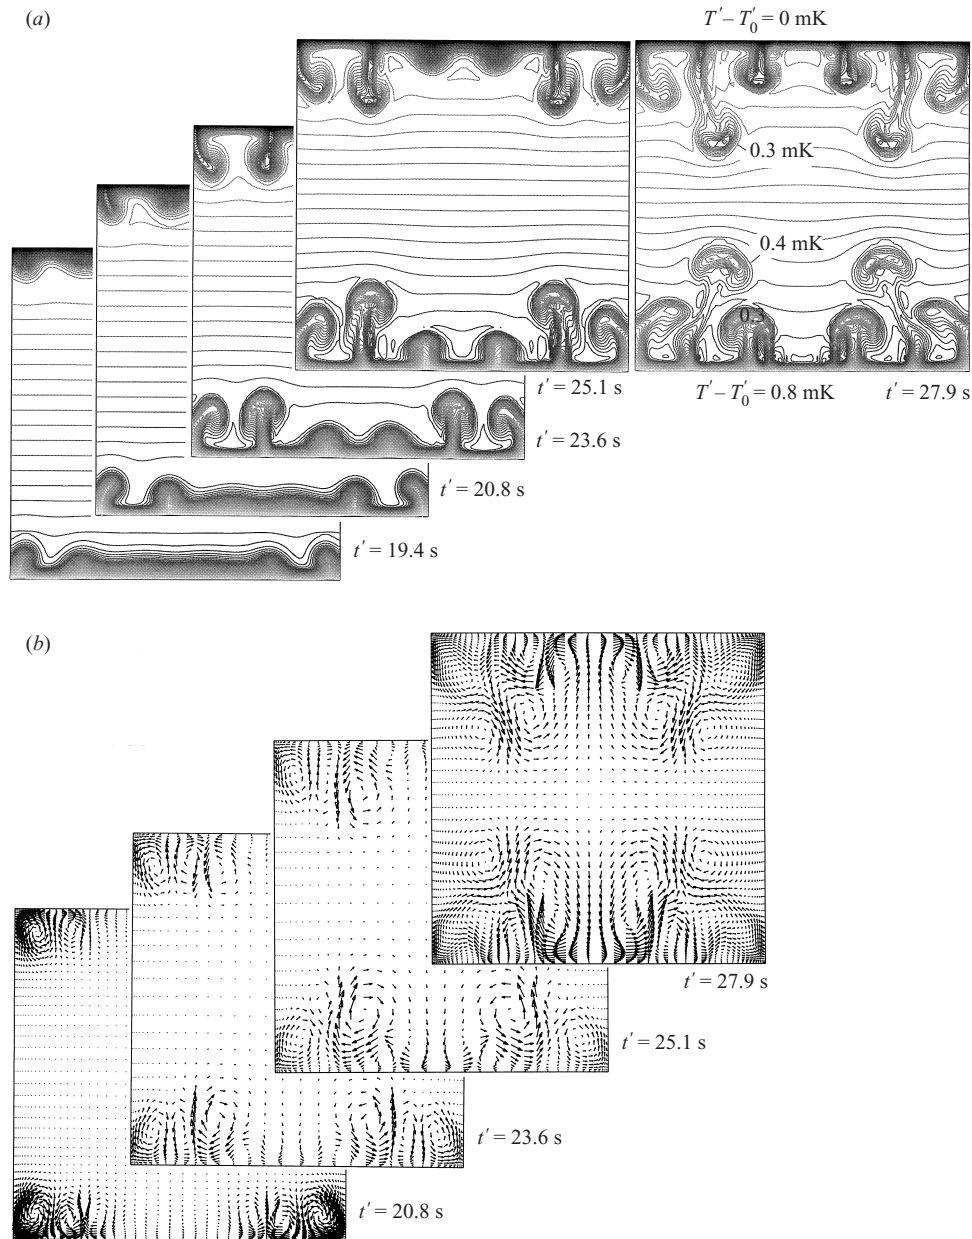 (a)
T′ – T′₀ = 0 mK
0.3 mK
0.4 mK
0.3
t′ = 25.1 s
T′ – T′₀ = 0.8 mK
t′ = 27.9 s
t′ = 23.6 s
t′ = 20.8 s
t′ = 19.4 s
(b)
t′ = 27.9 s
t′ = 25.1 s
t′ = 23.6 s
t′ = 20.8 s